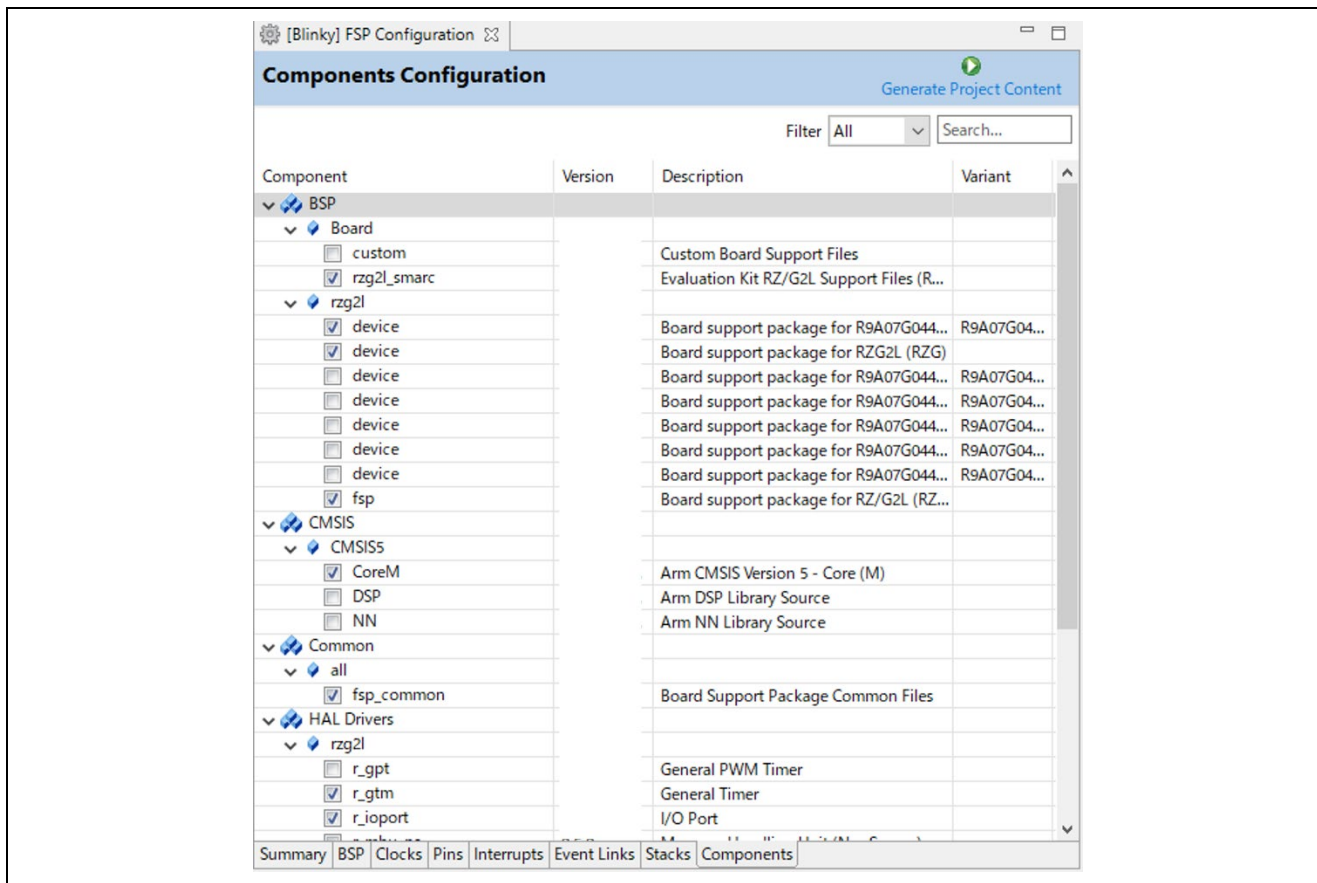 [Blinky] FSP Configuration
Components Configuration
Generate Project Content
Filter All Search...
Component Version Description Variant
BSP
Board
custom Custom Board Support Files
rzg2l_smarc Evaluation Kit RZ/G2L Support Files (R...
rzg2l
device Board support package for R9A07G044... R9A07G04...
device Board support package for RZG2L (RZG)
device Board support package for R9A07G044... R9A07G04...
device Board support package for R9A07G044... R9A07G04...
device Board support package for R9A07G044... R9A07G04...
device Board support package for R9A07G044... R9A07G04...
device Board support package for R9A07G044... R9A07G04...
fsp Board support package for RZ/G2L (RZ...
CMSIS
CMSIS5
CoreM Arm CMSIS Version 5 - Core (M)
DSP Arm DSP Library Source
NN Arm NN Library Source
Common
all
fsp_common Board Support Package Common Files
HAL Drivers
rzg2l
r_gpt General PWM Timer
r_gtm General Timer
r_ioport I/O Port
Summary BSP Clocks Pins Interrupts Event Links Stacks Components